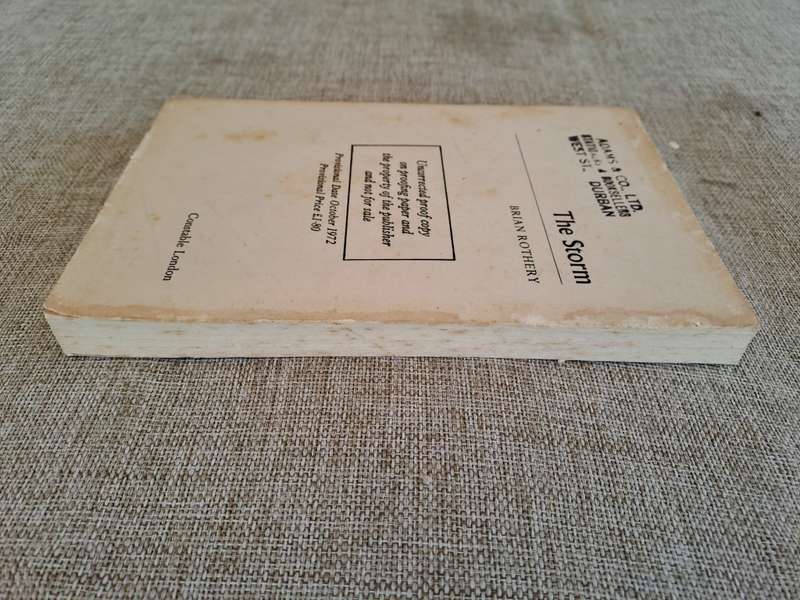 ADAMS & CO., LTD.
STATIONERS & BOOKSELLERS
WEST ST. DURBAN
The Storm
BRIAN ROTHERY
Uncorrected proof copy
on proofing paper and
the property of the publisher
and not for sale
Provisional Date October 1972
Provisional Price £1·80
Constable London